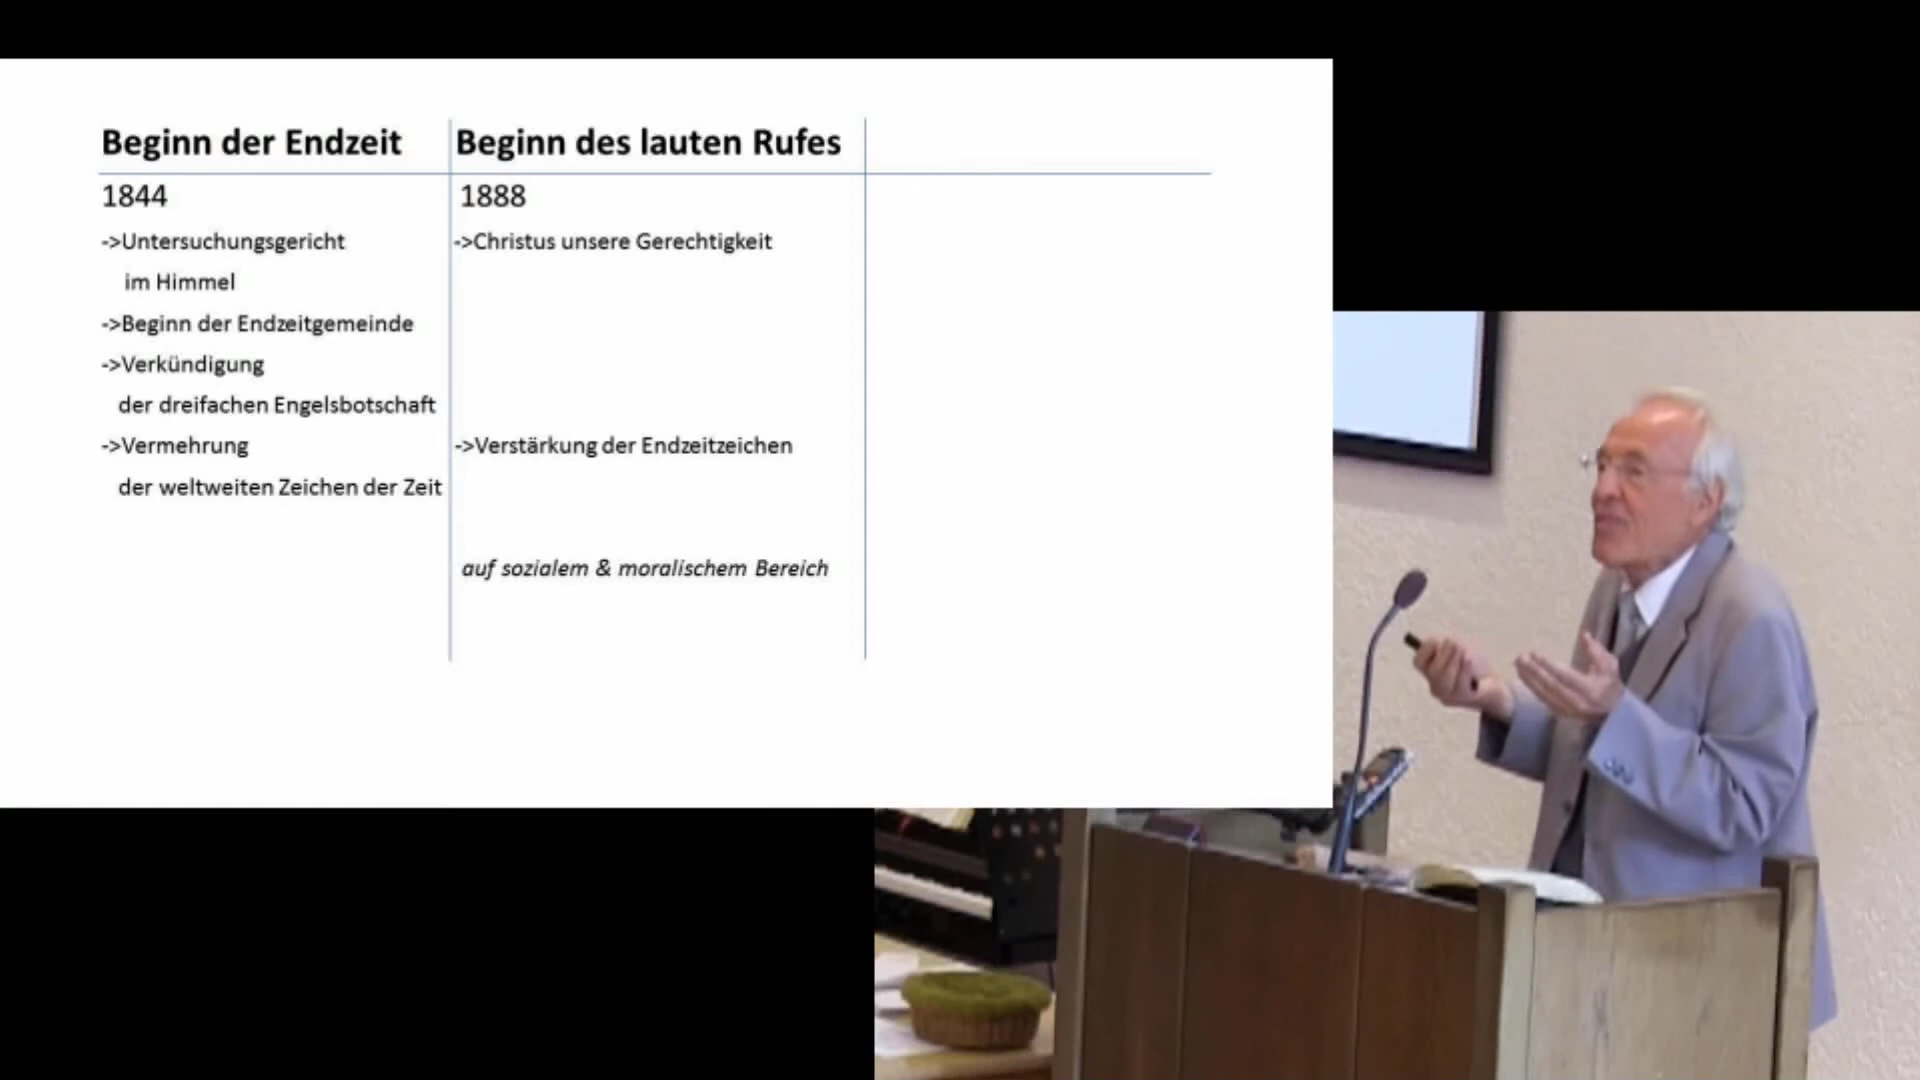 Beginn der Endzeit
Beginn des lauten Rufes
1844
1888
->Untersuchungsgericht
im Himmel
->Christus unsere Gerechtigkeit
->Beginn der Endzeitgemeinde
->Verkündigung
der dreifachen Engelsbotschaft
->Vermehrung
der weltweiten Zeichen der Zeit
->Verstärkung der Endzeitzeichen
auf sozialem & moralischem Bereich